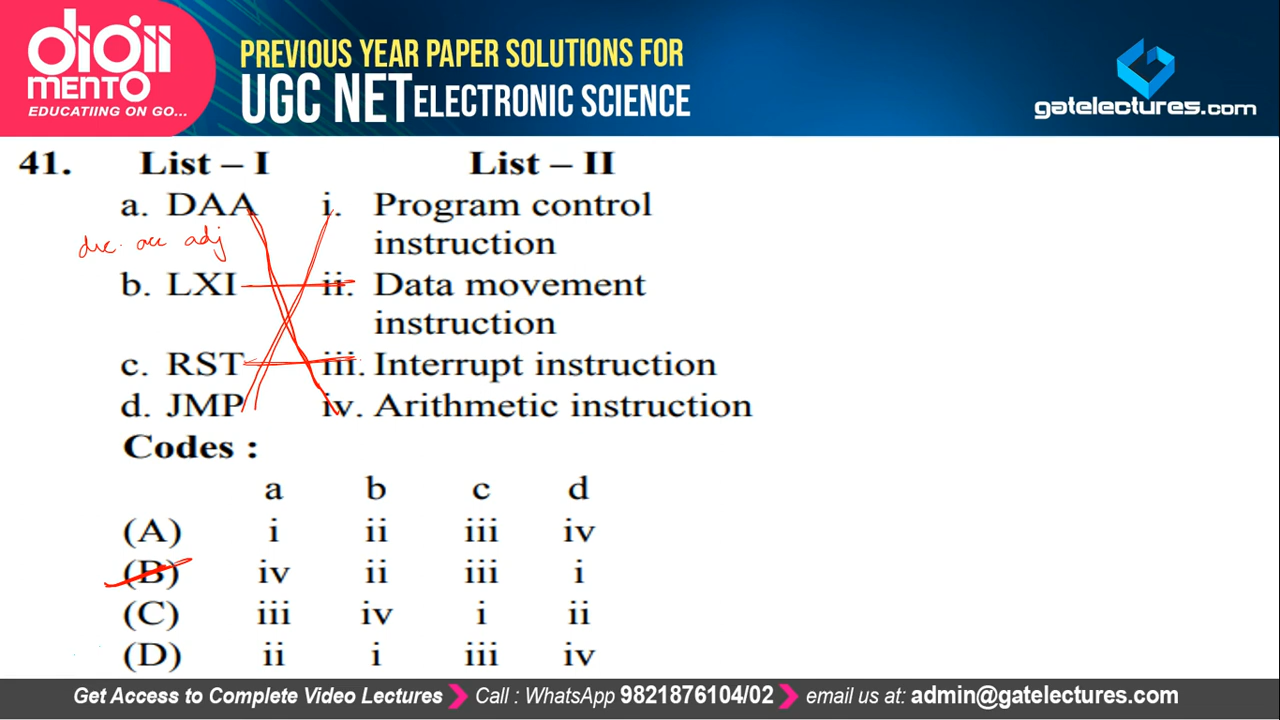 digii
MENTO
EDUCATIING ON GO...
PREVIOUS YEAR PAPER SOLUTIONS FOR
UGC NET ELECTRONIC SCIENCE
gatelectures.com
41. List – I List – II
a. DAA i. Program control
instruction
dec. acc adj
b. LXI ii. Data movement
instruction
c. RST iii. Interrupt instruction
d. JMP iv. Arithmetic instruction
Codes :
a b c d
(A) i ii iii iv
(B) iv ii iii i
(C) iii iv i ii
(D) ii i iii iv
Get Access to Complete Video Lectures Call : WhatsApp 9821876104/02 email us at: admin@gatelectures.com